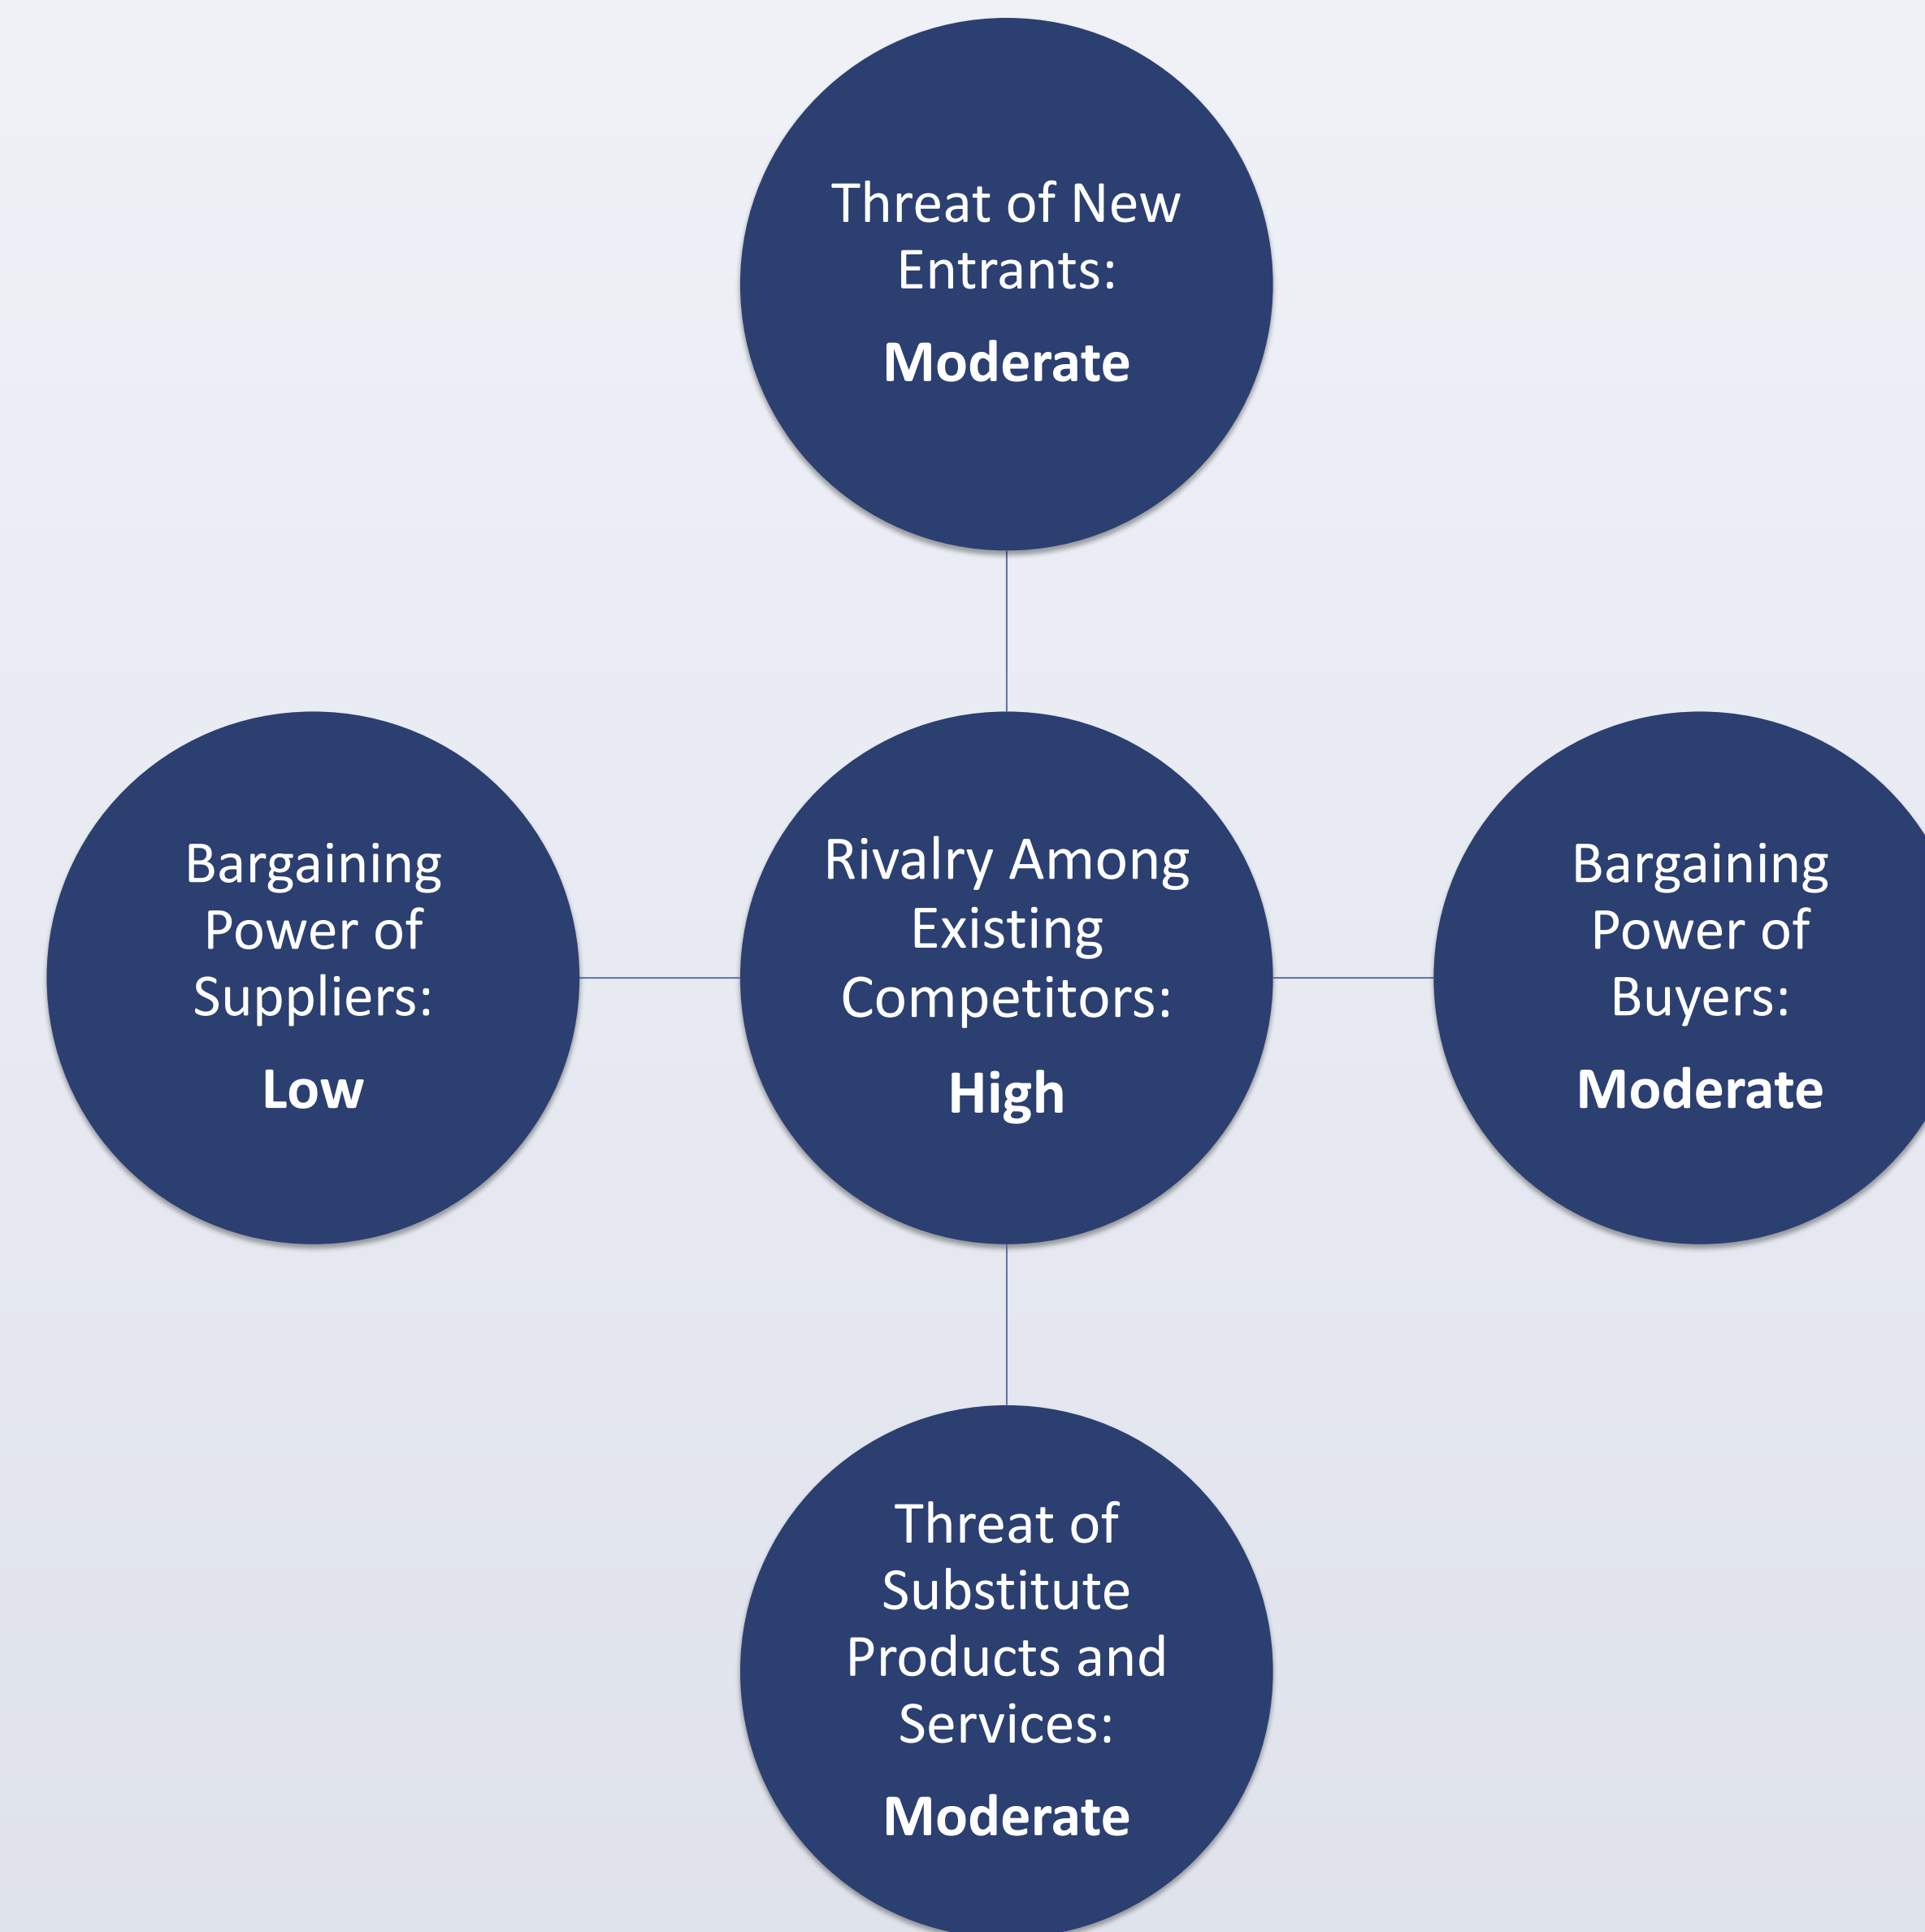 Threat of New
Entrants:
Moderate
Bargaining
Power of
Suppliers:
Low
Rivalry Among
Existing
Competitors:
High
Bargaining
Power of
Buyers:
Moderate
Threat of
Substitute
Products and
Services:
Moderate